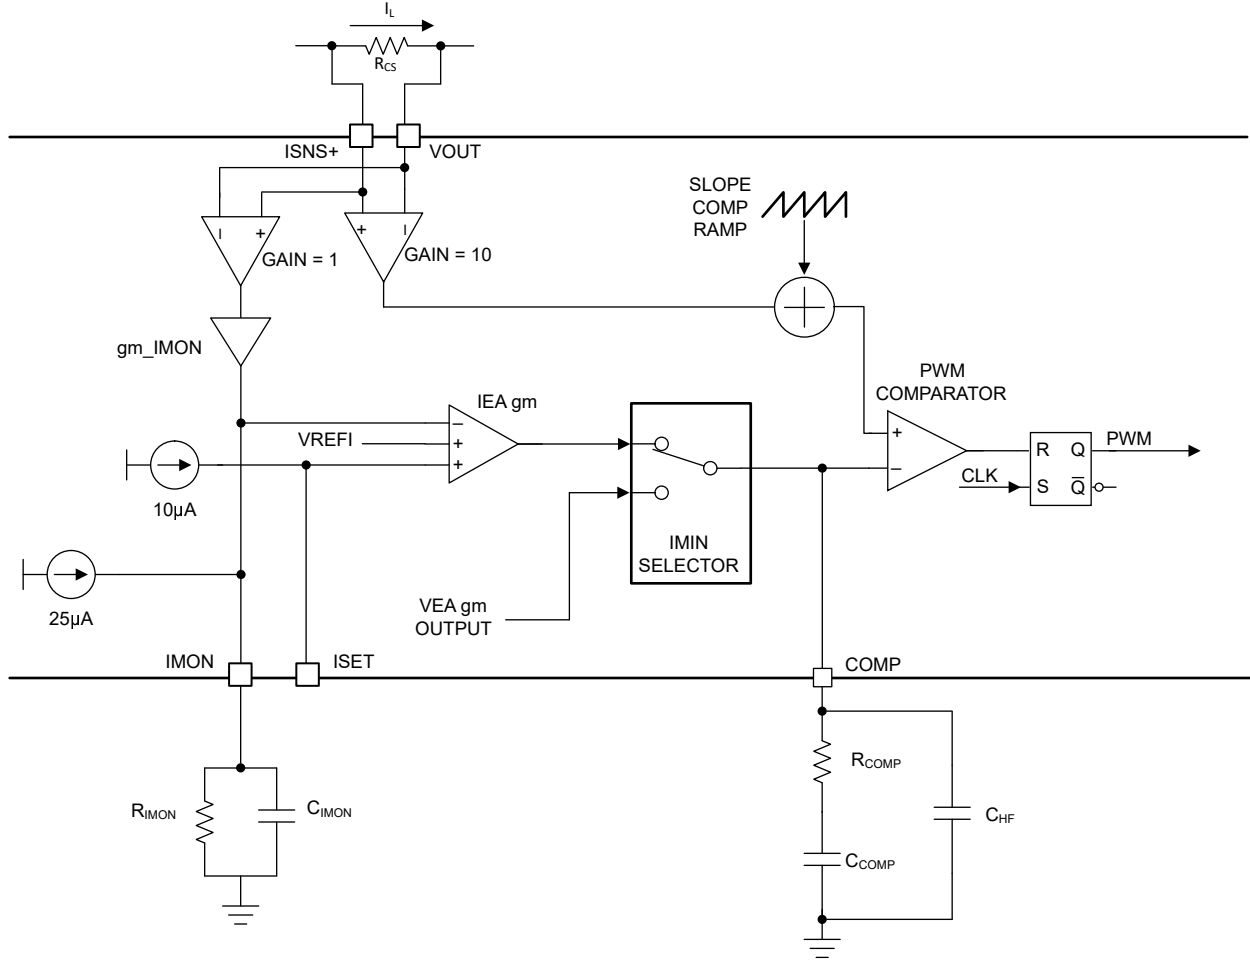 IL
RCS
ISNS+
VOUT
SLOPE
COMP
RAMP
+
GAIN = 1
+
GAIN = 10
gm_IMON
PWM
COMPARATOR
IEA gm
VREFI
−
+
+
+
−
R Q
S Q̅
PWM
CLK
10µA
IMIN
SELECTOR
25µA
VEA gm
OUTPUT
IMON
ISET
COMP
RIMON
CIMON
RCOMP
CHF
CCOMP